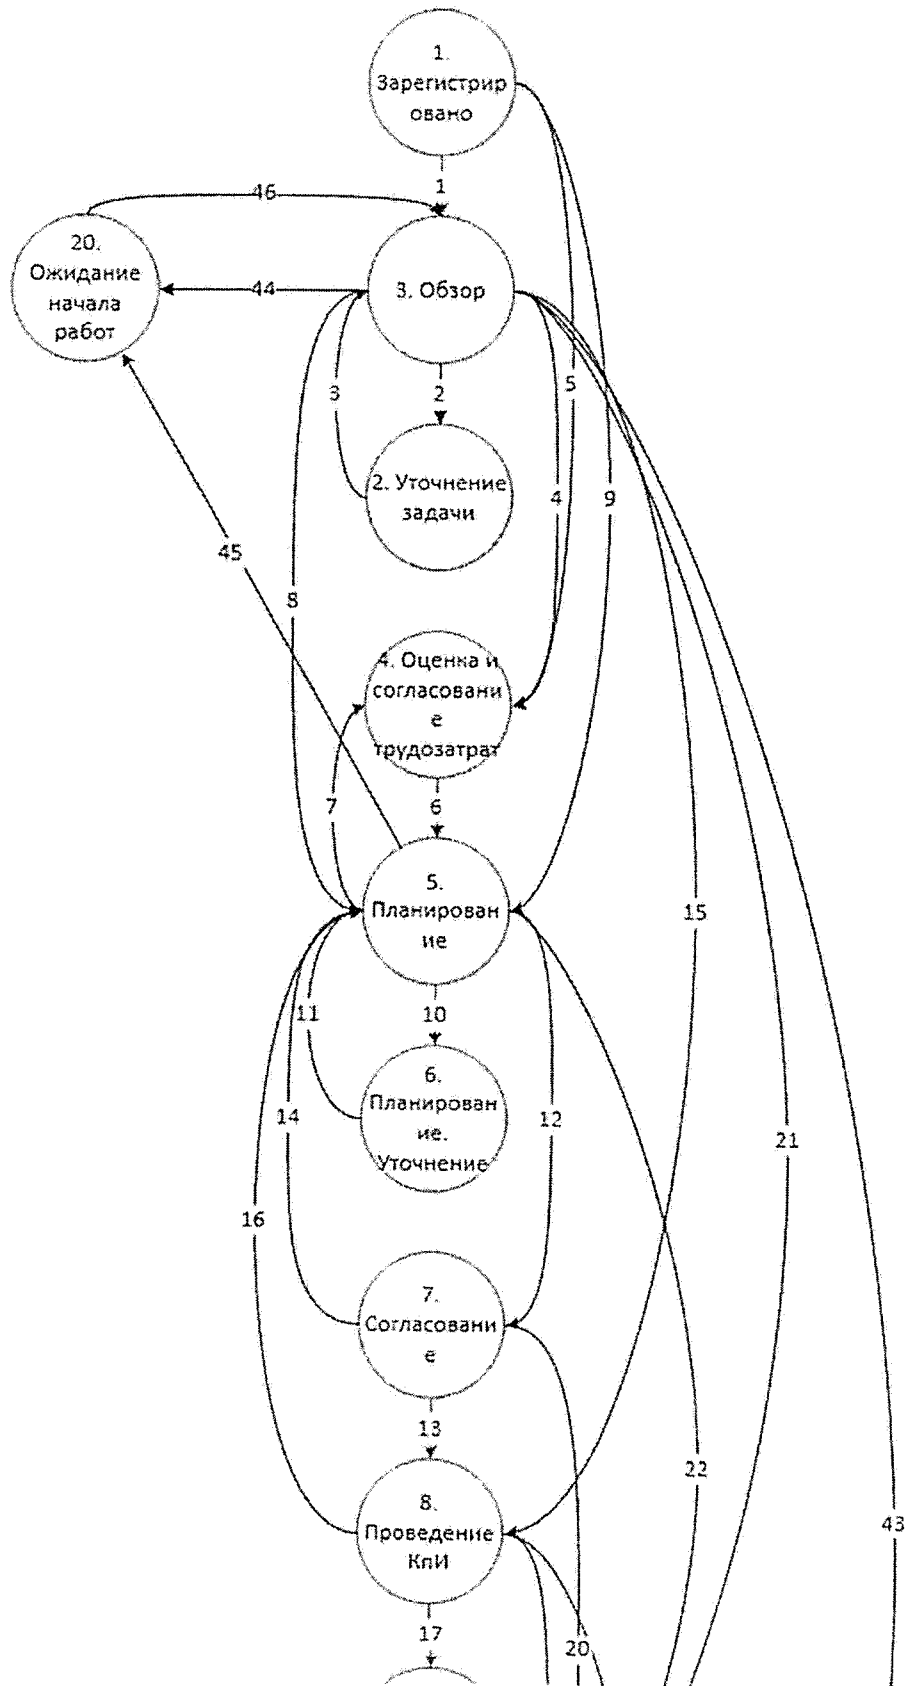 1.
Зарегистрир
овано
1
46
20.
Ожидание
начала
работ
44
3. Обзор
3
2
5
2. Уточнение
задачи
4
9
45
8
4. Оценка и
согласовани
е
трудозатрат
7
6
5.
Планирован
ие
15
11
10
6.
Планирован
ие.
Уточнение
14
12
21
16
7.
Согласовани
е
13
22
8.
Проведение
КпИ
43
17
20